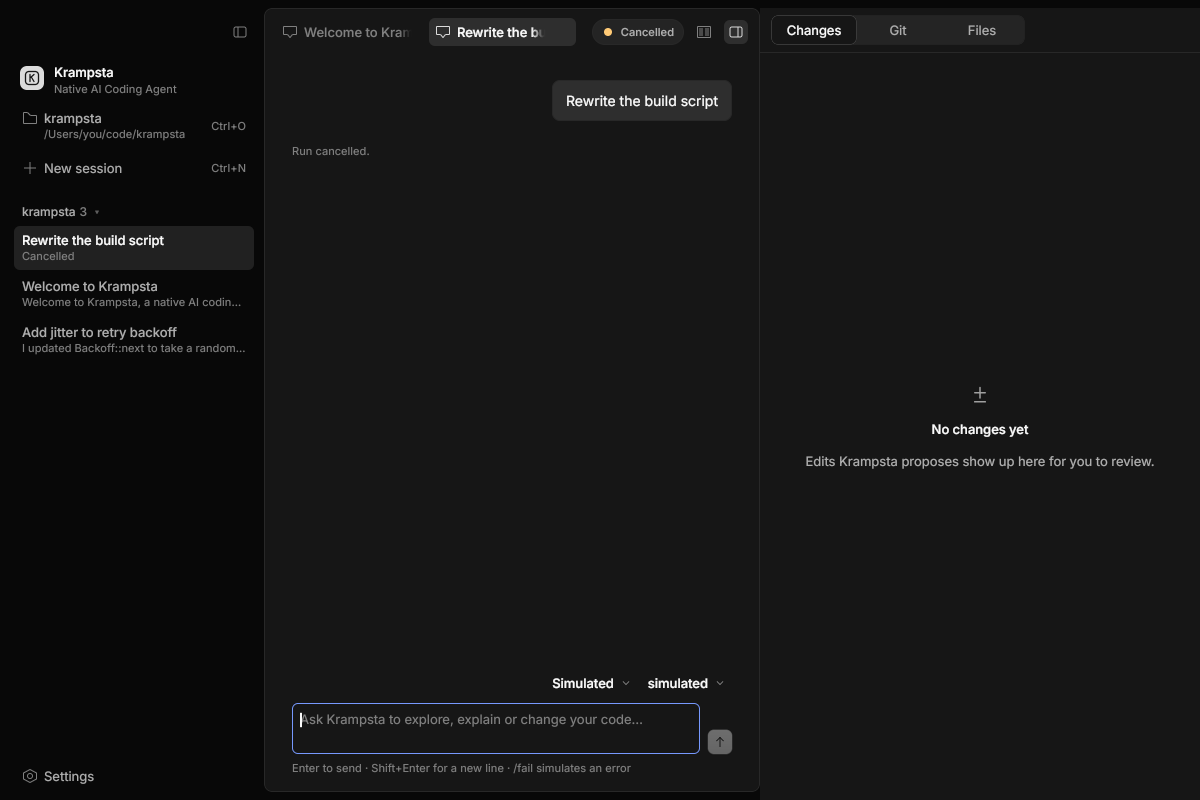 Krampsta
Native AI Coding Agent
krampsta
/Users/you/code/krampsta
Ctrl+O
New session
Ctrl+N
krampsta 3
Rewrite the build script
Cancelled
Welcome to Krampsta
Welcome to Krampsta, a native AI codin...
Add jitter to retry backoff
I updated Backoff::next to take a random...
Settings
Welcome to Kram
Rewrite the bu
Cancelled
Rewrite the build script
Run cancelled.
Simulated
simulated
Ask Krampsta to explore, explain or change your code...
Enter to send · Shift+Enter for a new line · /fail simulates an error
Changes
Git
Files
No changes yet
Edits Krampsta proposes show up here for you to review.